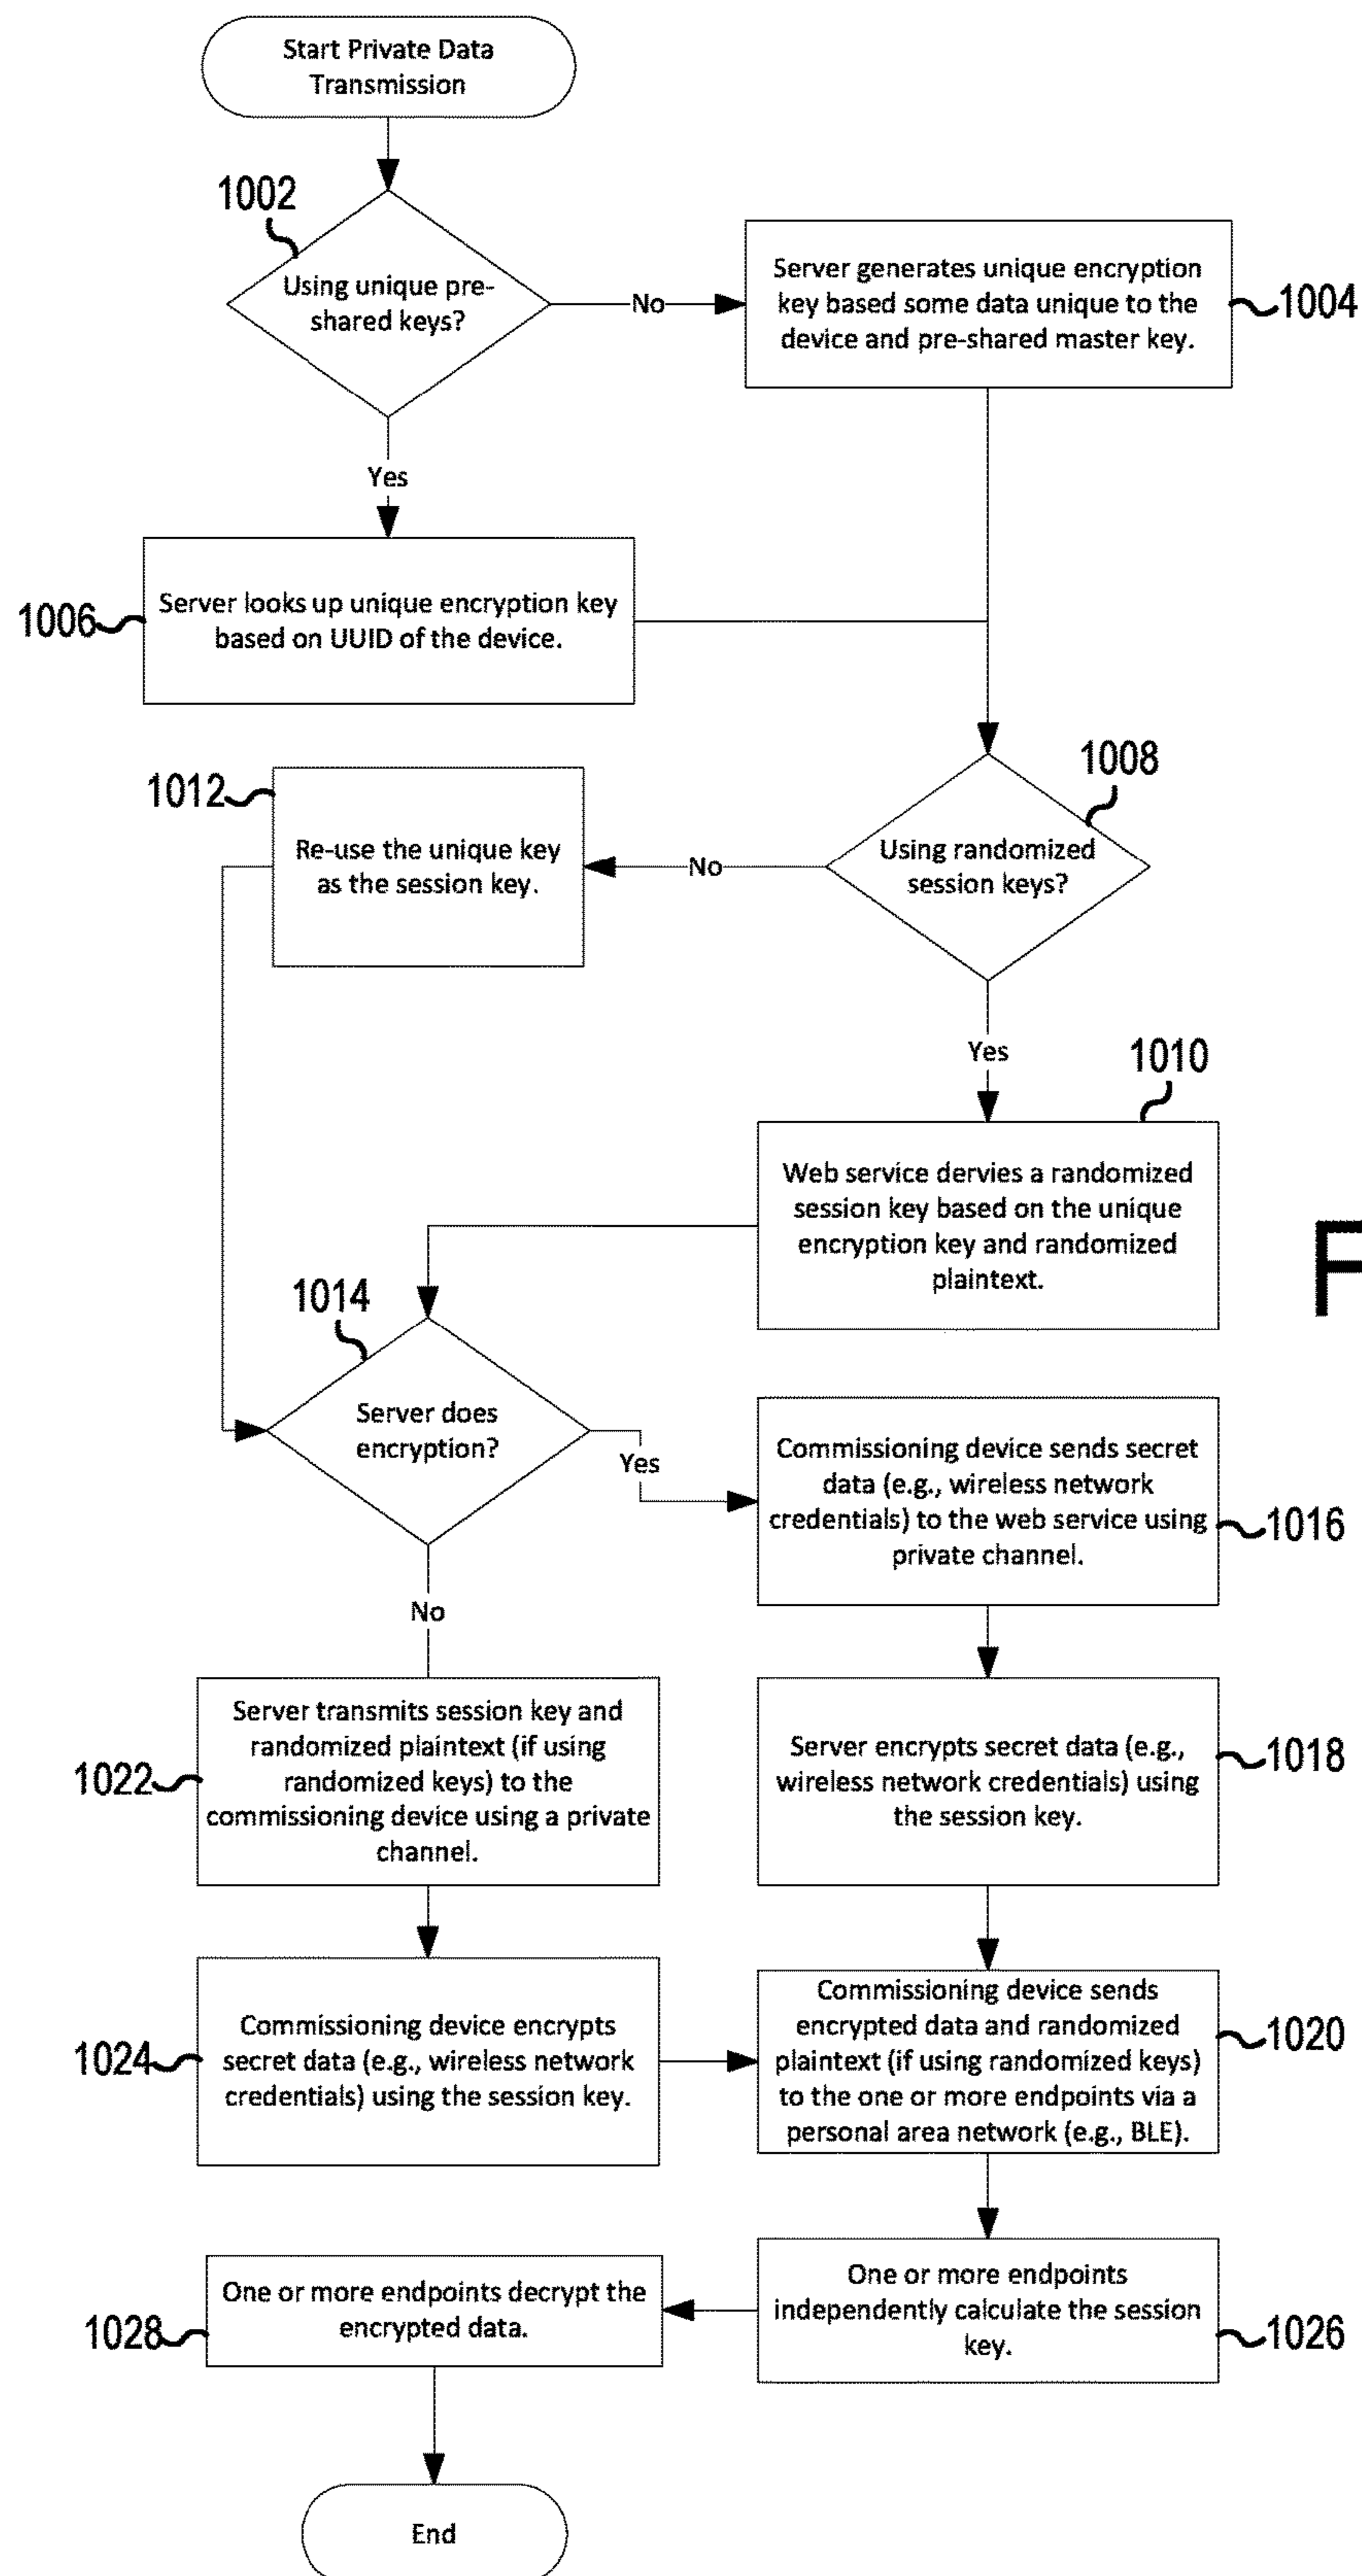 Start Private Data
Transmission
1002
Using unique pre-
shared keys?
No
Server generates unique encryption
key based some data unique to the
device and pre-shared master key.
1004
Yes
1006
Server looks up unique encryption key
based on UUID of the device.
1008
Using randomized
session keys?
No
1012
Re-use the unique key
as the session key.
Yes
1010
Web service dervies a randomized
session key based on the unique
encryption key and randomized
plaintext.
F
1014
Server does
encryption?
Yes
Commissioning device sends secret
data (e.g., wireless network
credentials) to the web service using
private channel.
1016
No
Server transmits session key and
randomized plaintext (if using
randomized keys) to the
commissioning device using a private
channel.
1022
Server encrypts secret data (e.g.,
wireless network credentials) using
the session key.
1018
1024
Commissioning device encrypts
secret data (e.g., wireless network
credentials) using the session key.
Commissioning device sends
encrypted data and randomized
plaintext (if using randomized keys)
to the one or more endpoints via a
personal area network (e.g., BLE).
1020
One or more endpoints
independently calculate the session
key.
1026
One or more endpoints decrypt the
encrypted data.
1028
End